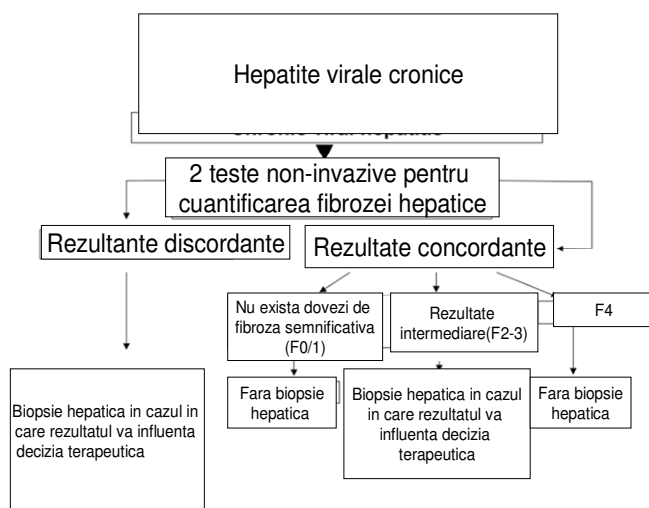 Hepatite virale cronice
2 teste non-invazive pentru
cuantificarea fibrozei hepatice
Rezultante discordante
Rezultate concordante
Nu exista dovezi de
fibroza semnificativa
(F0/1)
Rezultate
intermediare(F2-3)
F4
Biopsie hepatica in cazul in
care rezultatul va influenta
decizia terapeutica
Fara biopsie
hepatica
Biopsie hepatica in cazul
in care rezultatul va
influenta decizia
terapeutica
Fara biopsie
hepatica